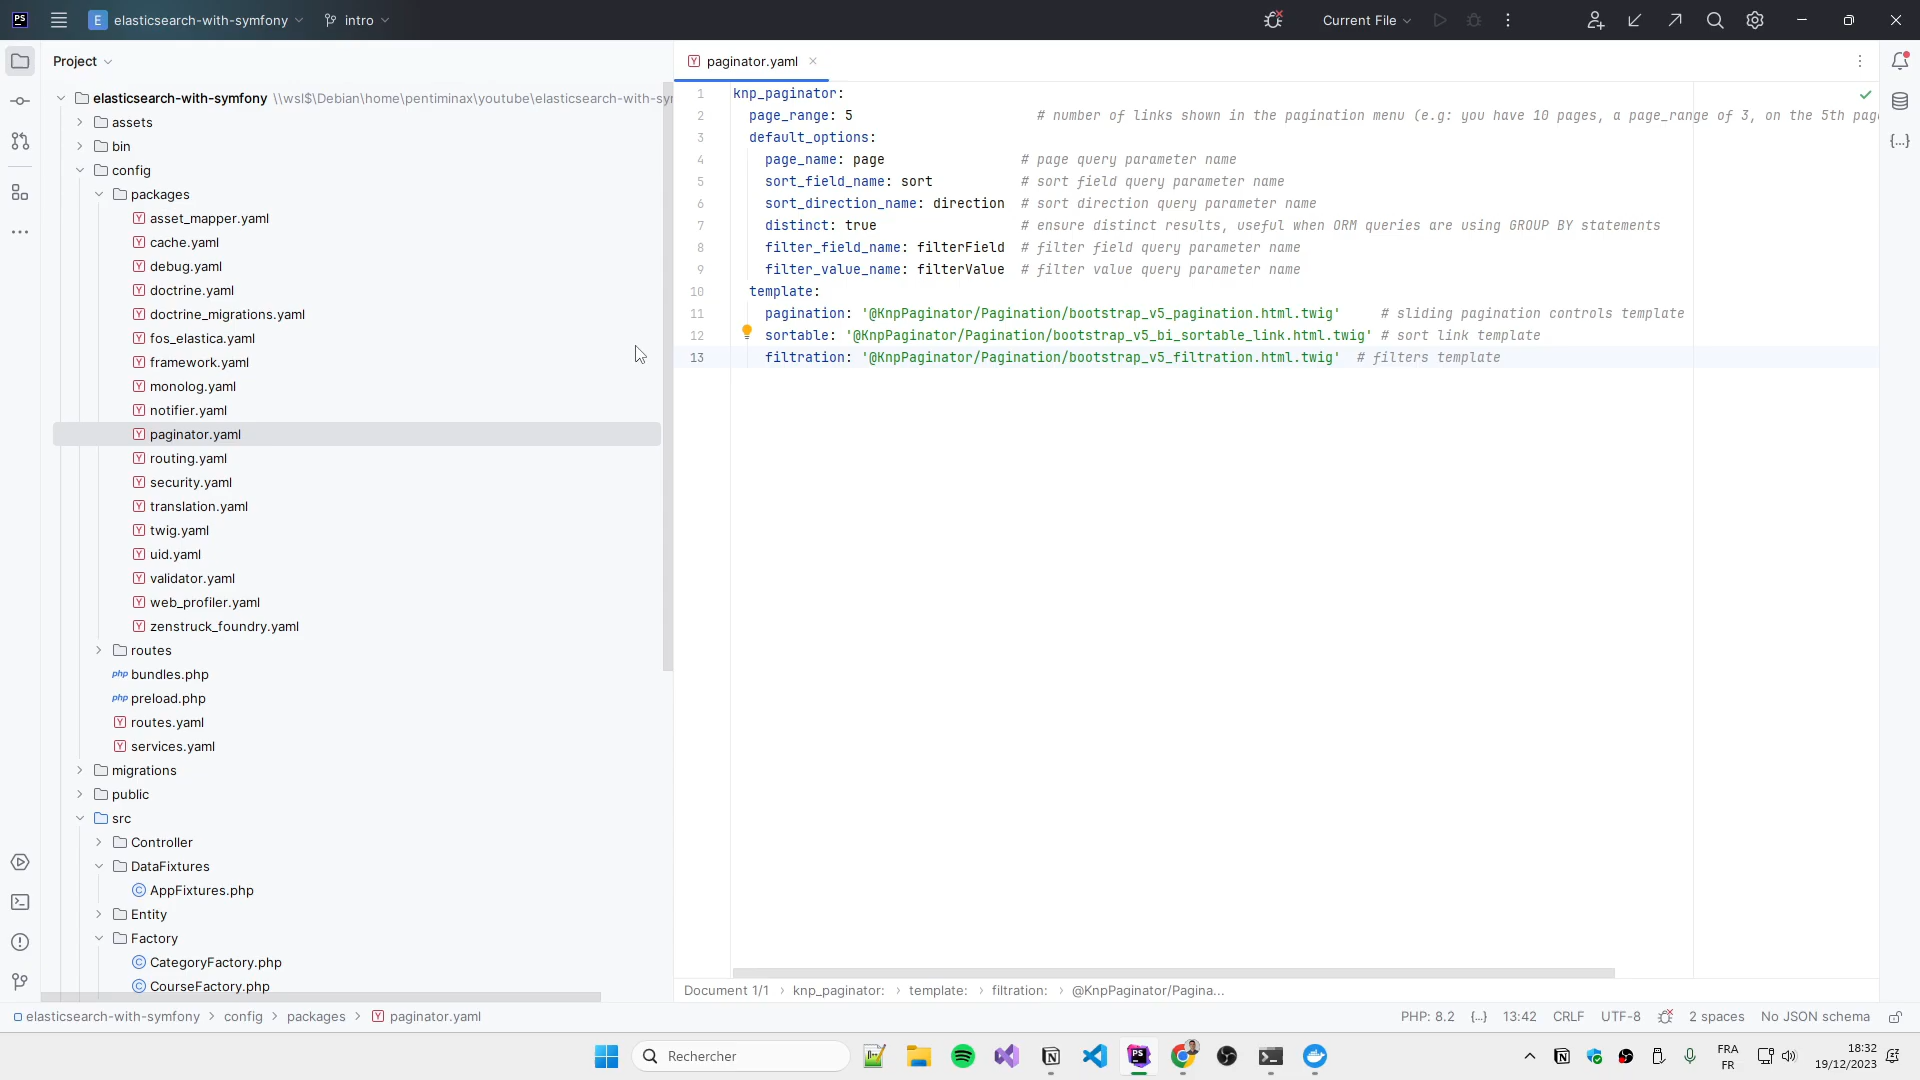 PS
E elasticsearch-with-symfony
intro
Current File
Project
paginator.yaml
elasticsearch-with-symfony \\wsl$\Debian\home\pentiminax\youtube\elasticsearch-with-sy
assets
bin
config
packages
asset_mapper.yaml
cache.yaml
debug.yaml
doctrine.yaml
doctrine_migrations.yaml
fos_elastica.yaml
framework.yaml
monolog.yaml
notifier.yaml
paginator.yaml
routing.yaml
security.yaml
translation.yaml
twig.yaml
uid.yaml
validator.yaml
web_profiler.yaml
zenstruck_foundry.yaml
routes
php bundles.php
php preload.php
routes.yaml
services.yaml
migrations
public
src
Controller
DataFixtures
AppFixtures.php
Entity
Factory
CategoryFactory.php
CourseFactory.php
1 knp_paginator:
2 page_range: 5 # number of links shown in the pagination menu (e.g: you have 10 pages, a page_range of 3, on the 5th pag
3 default_options:
4 page_name: page # page query parameter name
5 sort_field_name: sort # sort field query parameter name
6 sort_direction_name: direction # sort direction query parameter name
7 distinct: true # ensure distinct results, useful when ORM queries are using GROUP BY statements
8 filter_field_name: filterField # filter field query parameter name
9 filter_value_name: filterValue # filter value query parameter name
10 template:
11 pagination: '@KnpPaginator/Pagination/bootstrap_v5_pagination.html.twig' # sliding pagination controls template
12 sortable: '@KnpPaginator/Pagination/bootstrap_v5_bi_sortable_link.html.twig' # sort link template
13 filtration: '@KnpPaginator/Pagination/bootstrap_v5_filtration.html.twig' # filters template
Document 1/1 › knp_paginator: › template: › filtration: › @KnpPaginator/Pagina...
elasticsearch-with-symfony › config › packages › paginator.yaml
PHP: 8.2 {...} 13:42 CRLF UTF-8 2 spaces No JSON schema
Rechercher
FRA
FR
18:32
19/12/2023